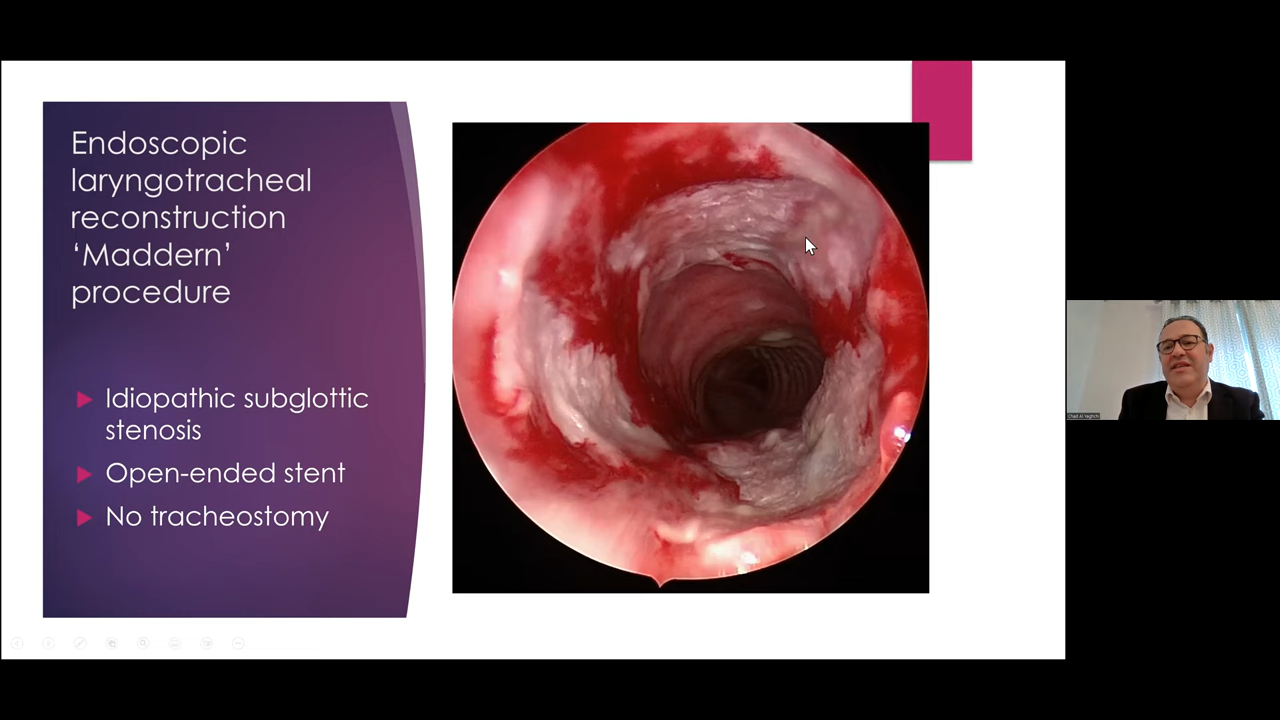 Endoscopic
laryngotracheal
reconstruction
‘Maddern’
procedure
Idiopathic subglottic
stenosis
Open-ended stent
No tracheostomy